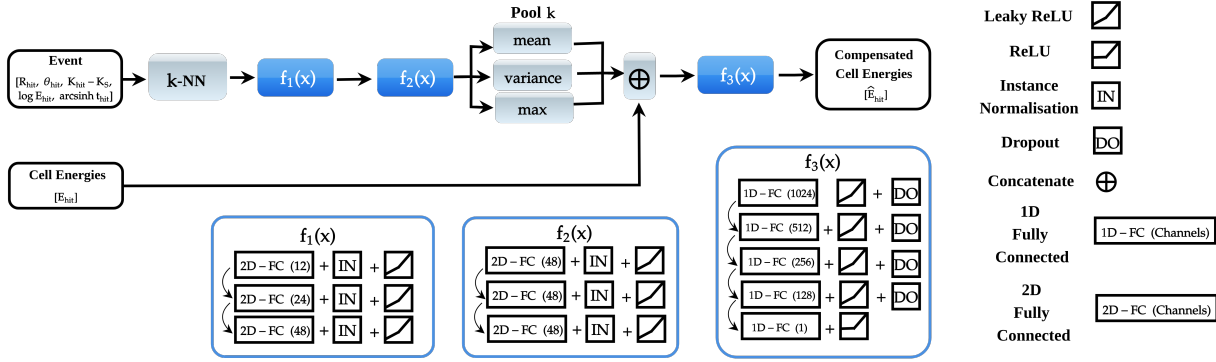 Event
[R_hit, θ_hit, K_hit – K_S,
log E_hit, arcsinh t_hit]
k-NN
f₁(x)
f₂(x)
Pool k
mean
variance
max
⊕
f₃(x)
Compensated
Cell Energies
[Ê_hit]
Cell Energies
[E_hit]
f₁(x)
2D – FC (12) + IN +
2D – FC (24) + IN +
2D – FC (48) + IN +
f₂(x)
2D – FC (48) + IN +
2D – FC (48) + IN +
2D – FC (48) + IN +
f₃(x)
1D – FC (1024) + DO
1D – FC (512) + + DO
1D – FC (256) + + DO
1D – FC (128) + + DO
1D – FC (1) +
Leaky ReLU
ReLU
Instance
Normalisation
IN
Dropout
DO
Concatenate ⊕
1D
Fully
Connected
1D – FC (Channels)
2D
Fully
Connected
2D – FC (Channels)